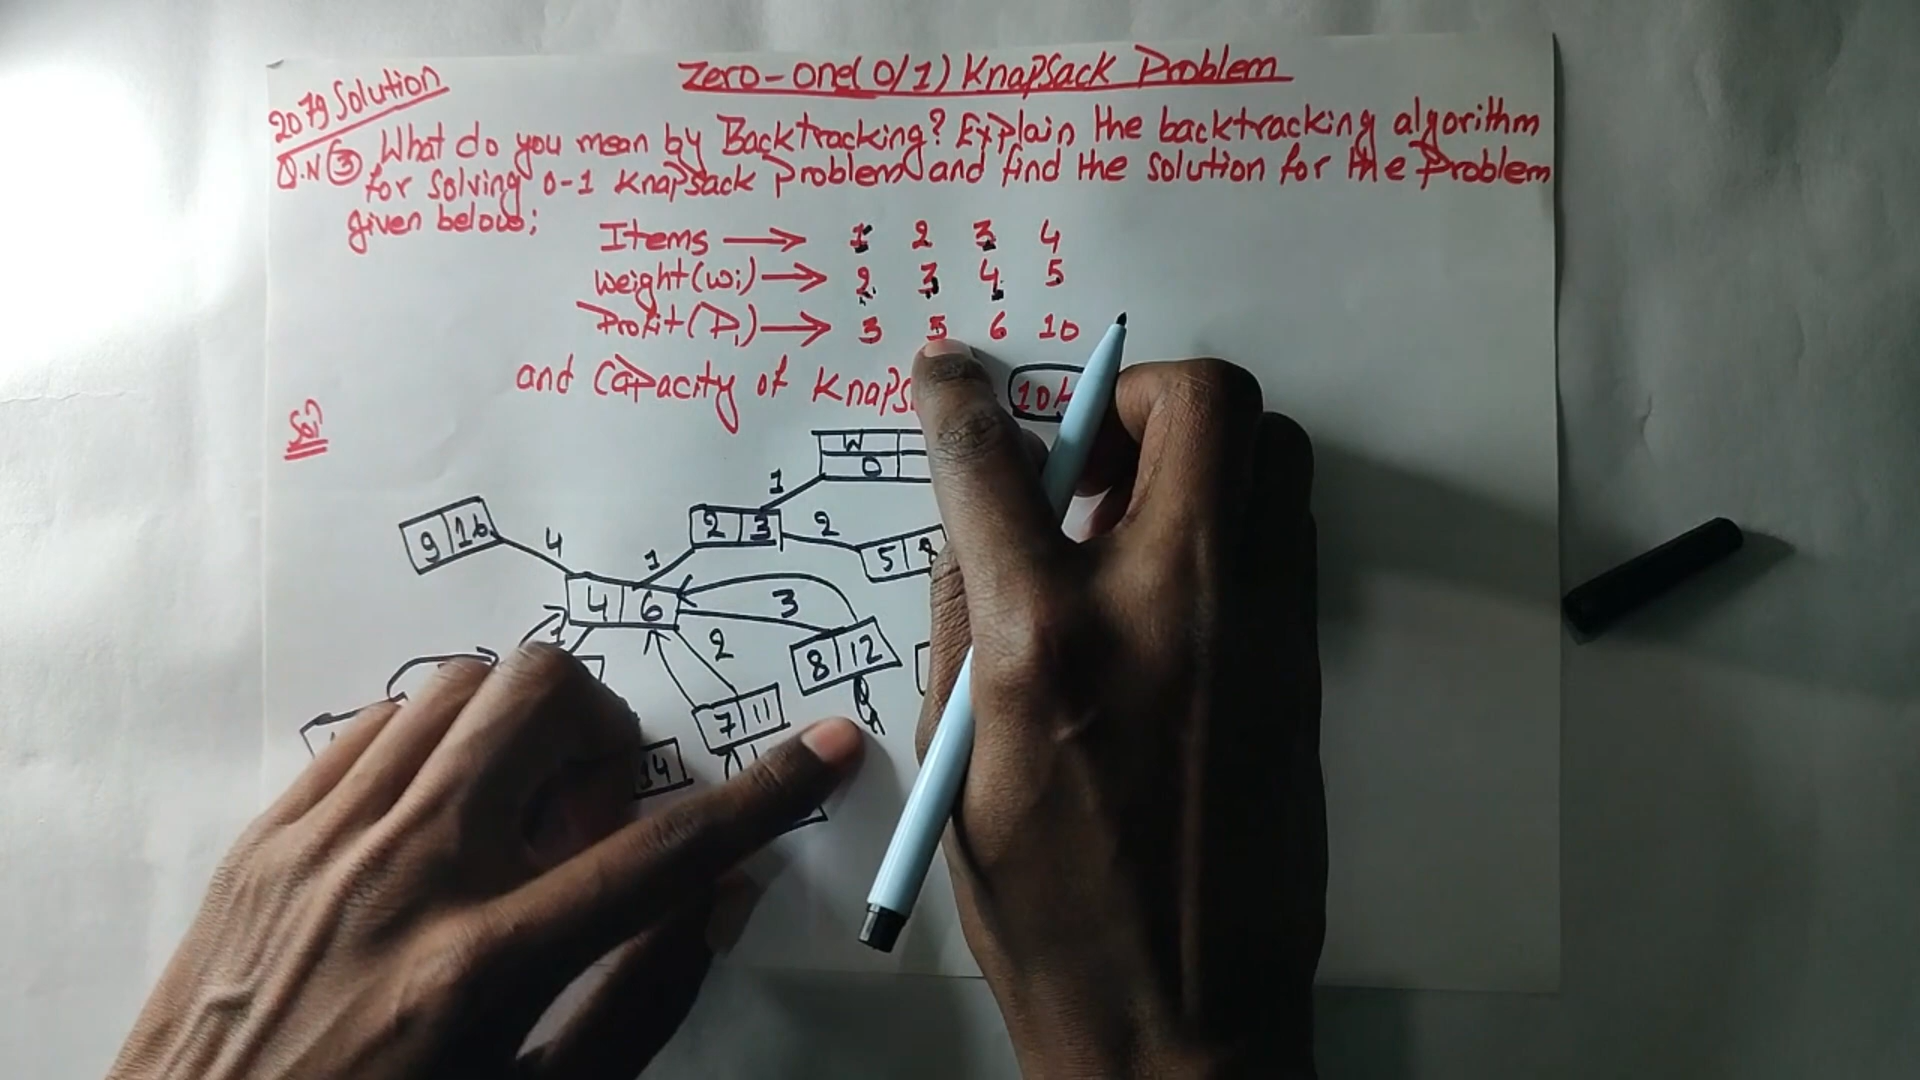 Zero-one(0/1) Knapsack Problem
2079 Solution
Q.N 3 What do you mean by Backtracking? Explain the backtracking algorithm
for solving 0-1 Knapsack Problem and find the solution for the Problem
given below;
Items → 1 2 3 4
Weight(wi) → 2 3 4 5
Profit(Pi) → 3 5 6 10
and Capacity of
Sol
W
0
1
2 3
2
5 8
9 16
4
1
4 6
3
2
8 12
1
7 11
14